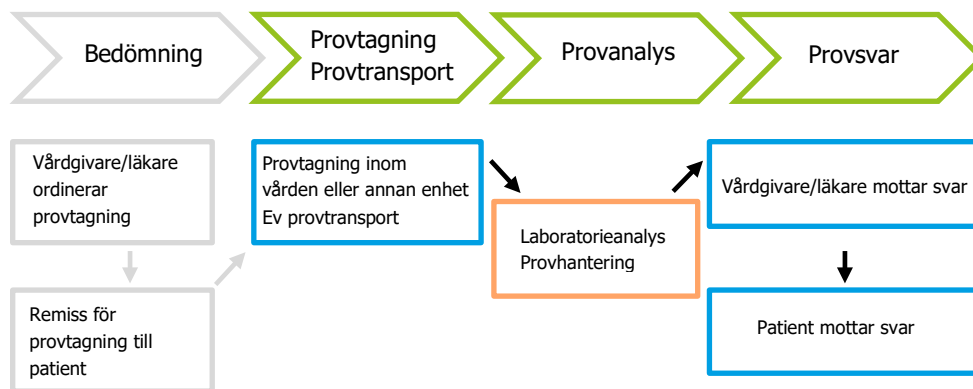 Bedömning
Provtagning
Provtransport
Provanalys
Provsvar
Vårdgivare/läkare
ordinerar
provtagning
Remiss för
provtagning till
patient
Provtagning inom
vården eller annan enhet
Ev provtransport
Laboratorieanalys
Provhantering
Vårdgivare/läkare mottar svar
Patient mottar svar